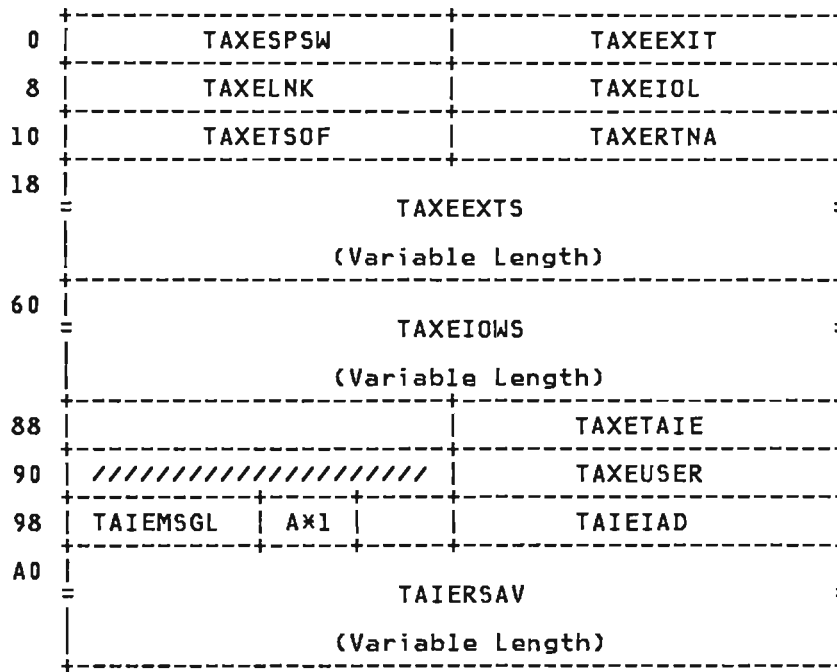 0 TAXESPSW TAXEEXIT
8 TAXELNK TAXEIOL
10 TAXETSOF TAXERTNA
18
TAXEEXTS
(Variable Length)
60
TAXEIOWS
(Variable Length)
88 TAXETAIE
90 ///////////////////// TAXEUSER
98 TAIEMSGL A*1 TAIEIAD
A0
TAIERSAV
(Variable Length)